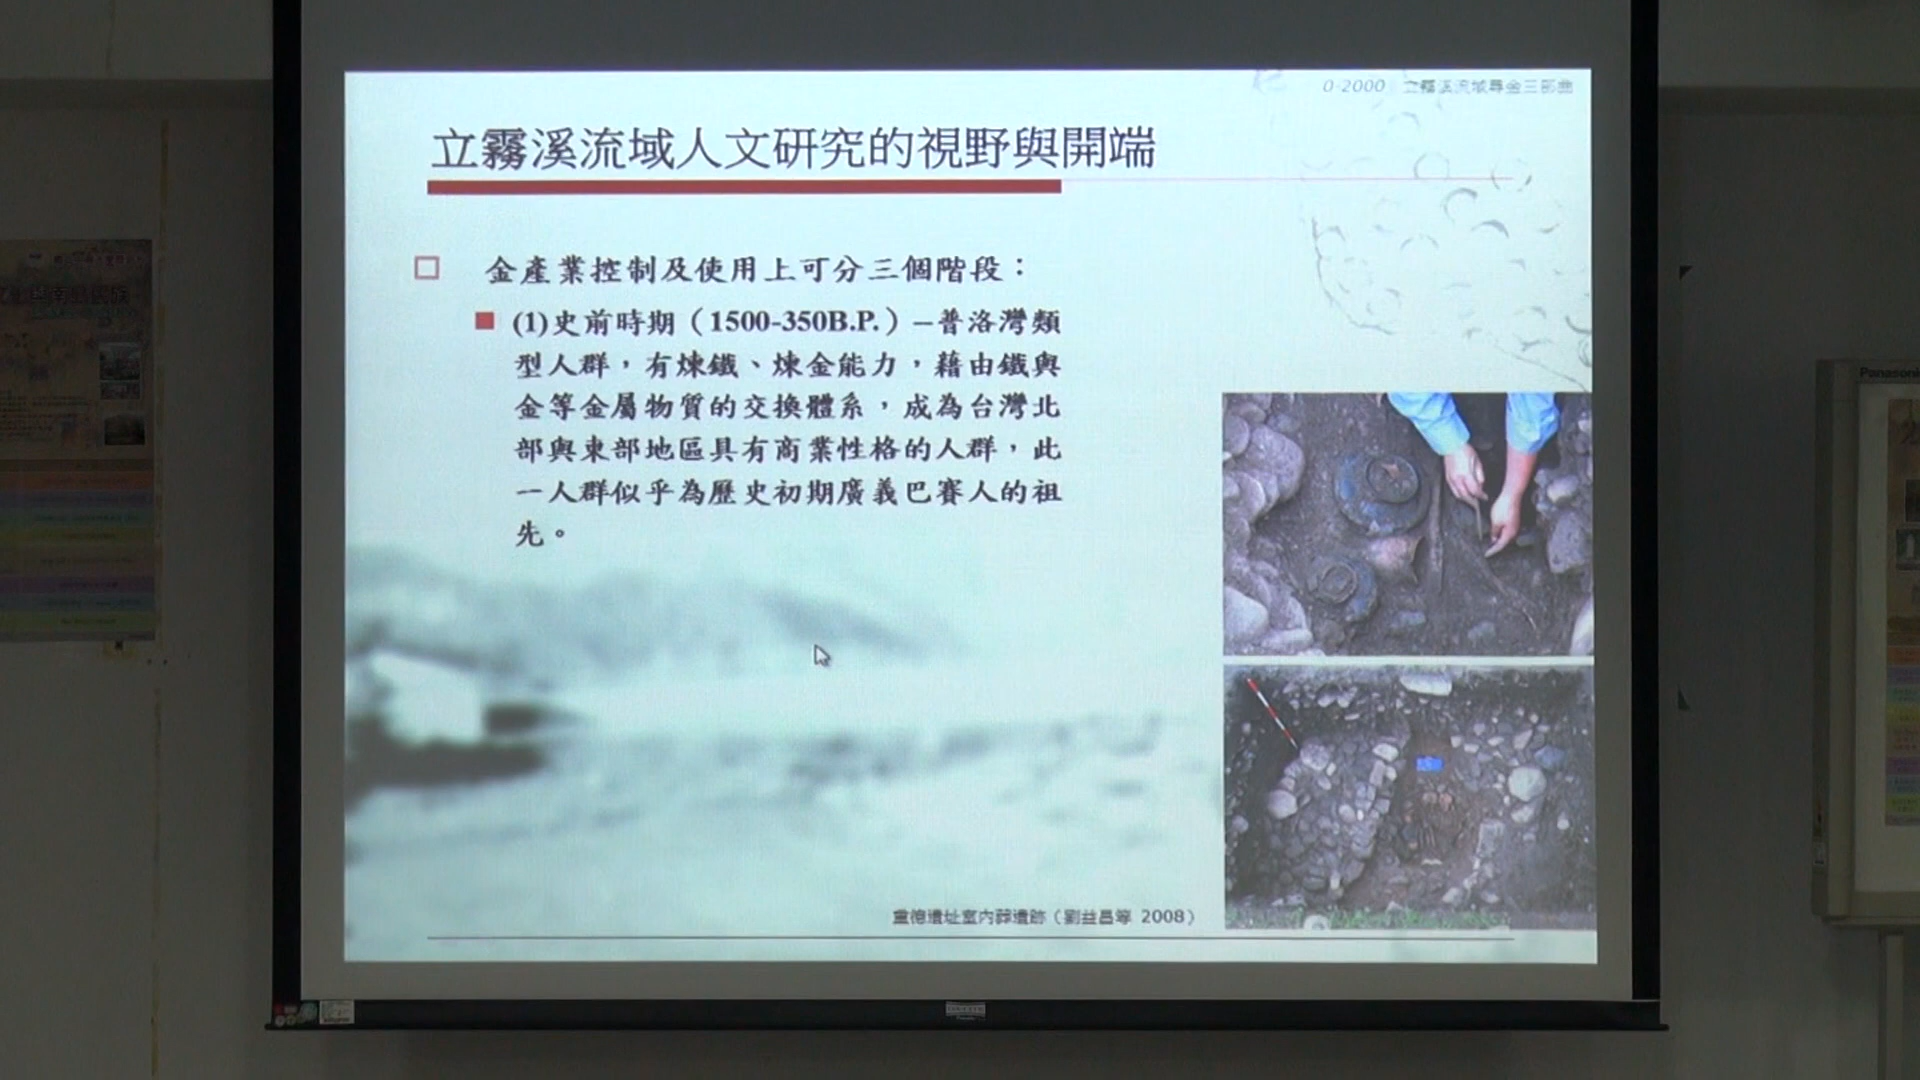 0-2000 立霧溪流域尋金三部曲
立霧溪流域人文研究的視野與開端
金產業控制及使用上可分三個階段：
(1)史前時期（1500-350B.P.）–普洛灣類
型人群，有煉鐵、煉金能力，藉由鐵與
金等金屬物質的交換體系，成為台灣北
部與東部地區具有商業性格的人群，此
一人群似乎為歷史初期廣義巴賽人的祖
先。
重德遺址室內葬遺跡（劉益昌等 2008）
Panasonic